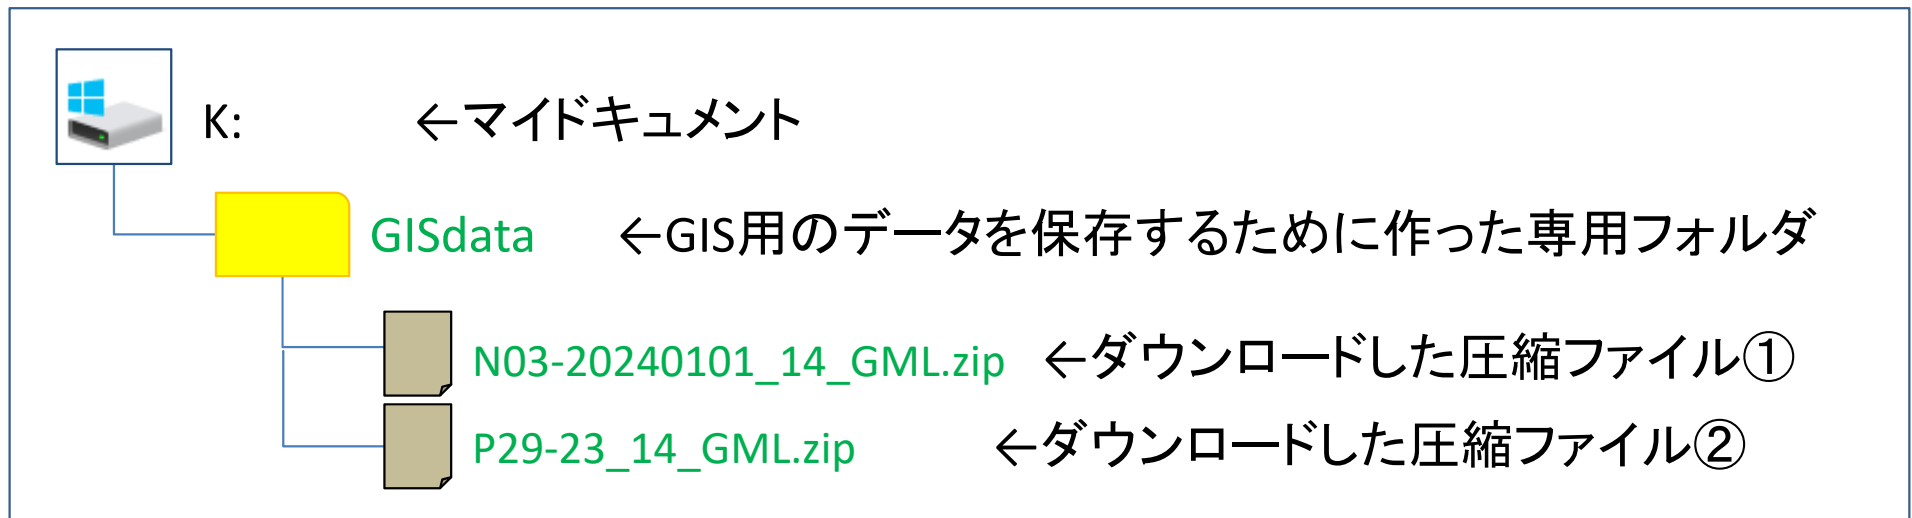 K: ←マイドキュメント
GISdata ←GIS用のデータを保存するために作った専用フォルダ
N03-20240101_14_GML.zip ←ダウンロードした圧縮ファイル①
P29-23_14_GML.zip ←ダウンロードした圧縮ファイル②